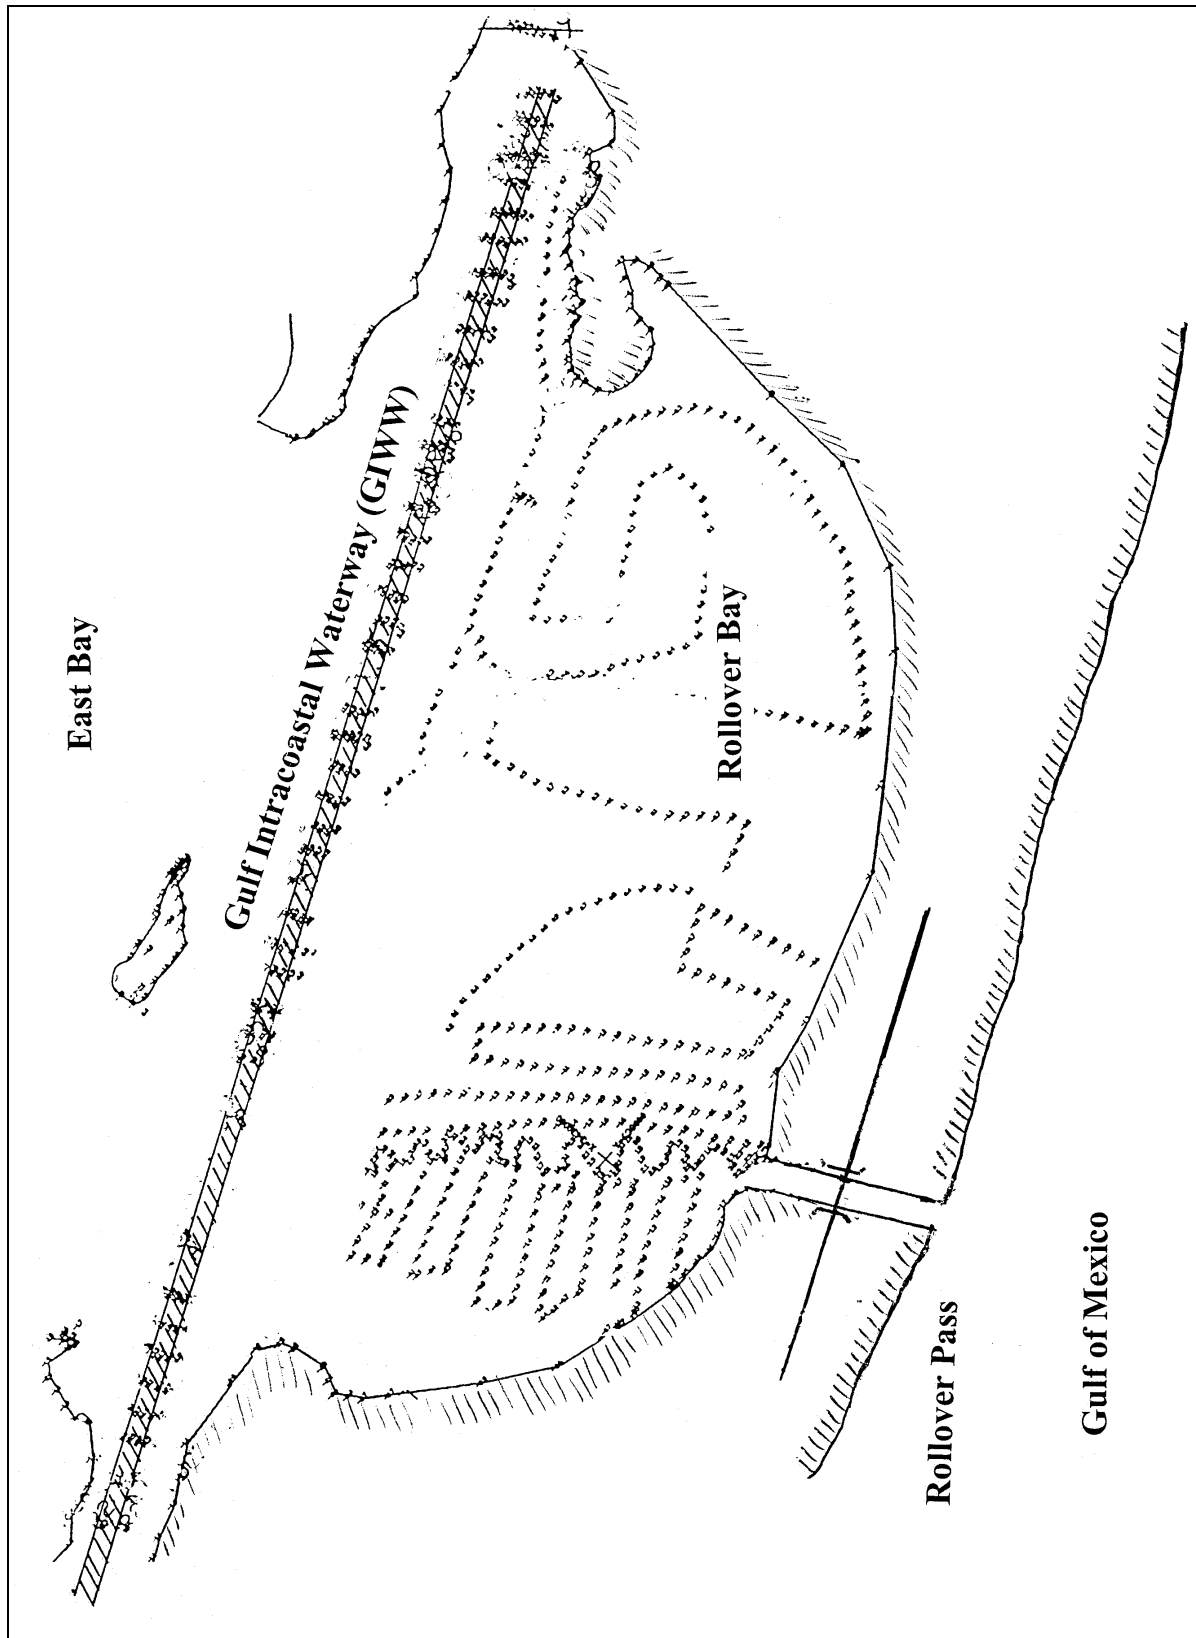 East Bay
Gulf Intracoastal Waterway (GIWW)
Rollover Bay
Rollover Pass
Gulf of Mexico